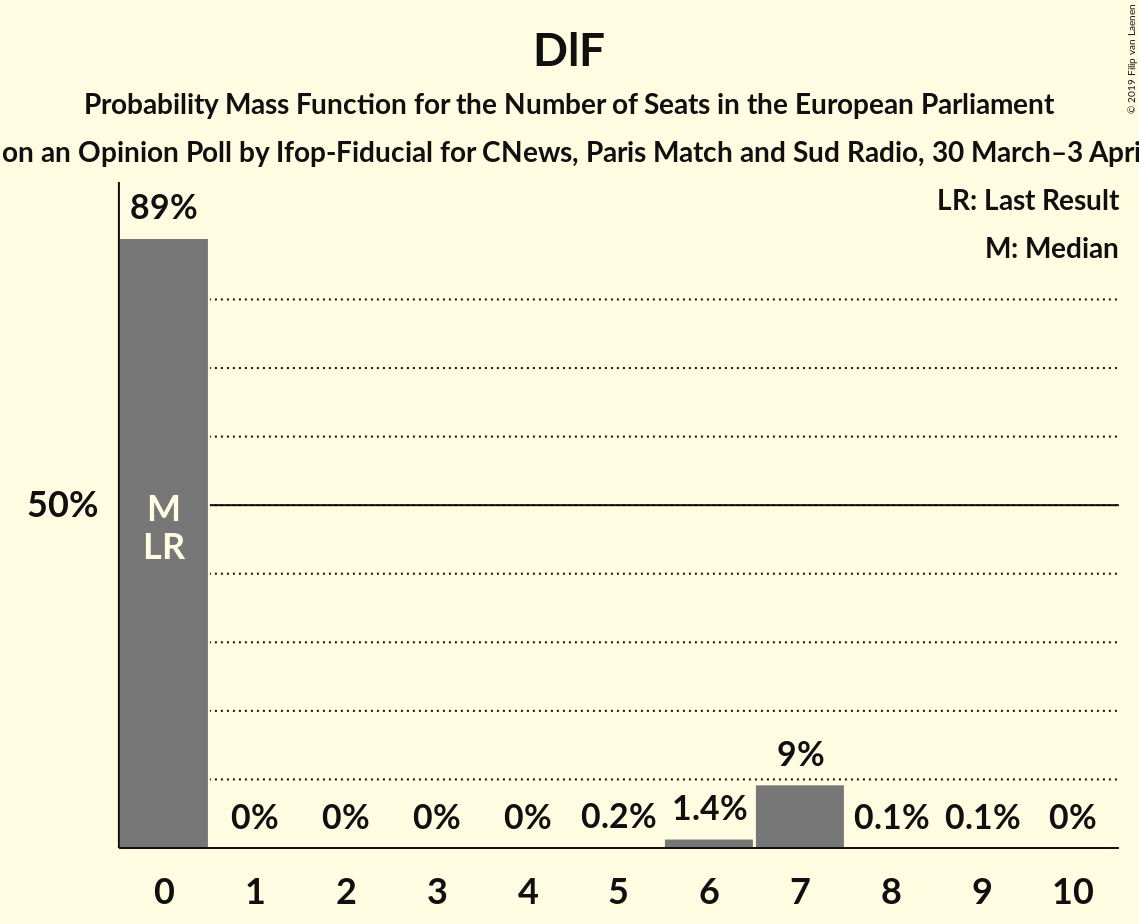 DlF
Probability Mass Function for the Number of Seats in the European Parliament
on an Opinion Poll by Ifop-Fiducial for CNews, Paris Match and Sud Radio, 30 March–3 Apri
© 2019 Filip van Laenen
LR: Last Result
M: Median
89%
50%
M
LR
0% 0% 0% 0% 0.2% 1.4% 9% 0.1% 0.1% 0%
0 1 2 3 4 5 6 7 8 9 10